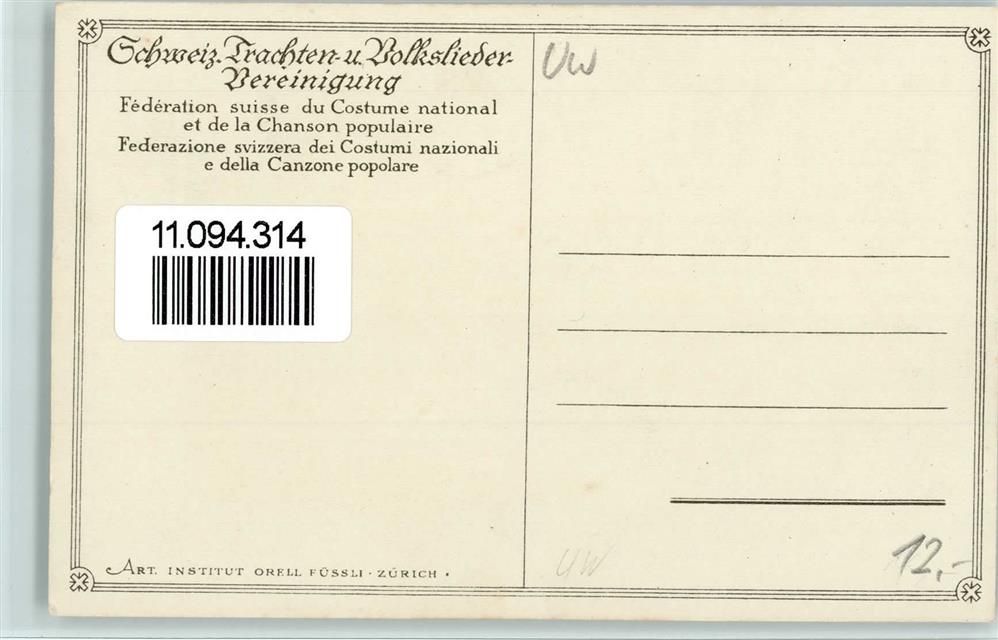 Schweiz. Trachten- u. Volkslieder-
Vereinigung
Fédération suisse du Costume national
et de la Chanson populaire
Federazione svizzera dei Costumi nazionali
e della Canzone popolare
UW
11.094.314
ART. INSTITUT ORELL FÜSSLI · ZÜRICH ·
UW
12,-